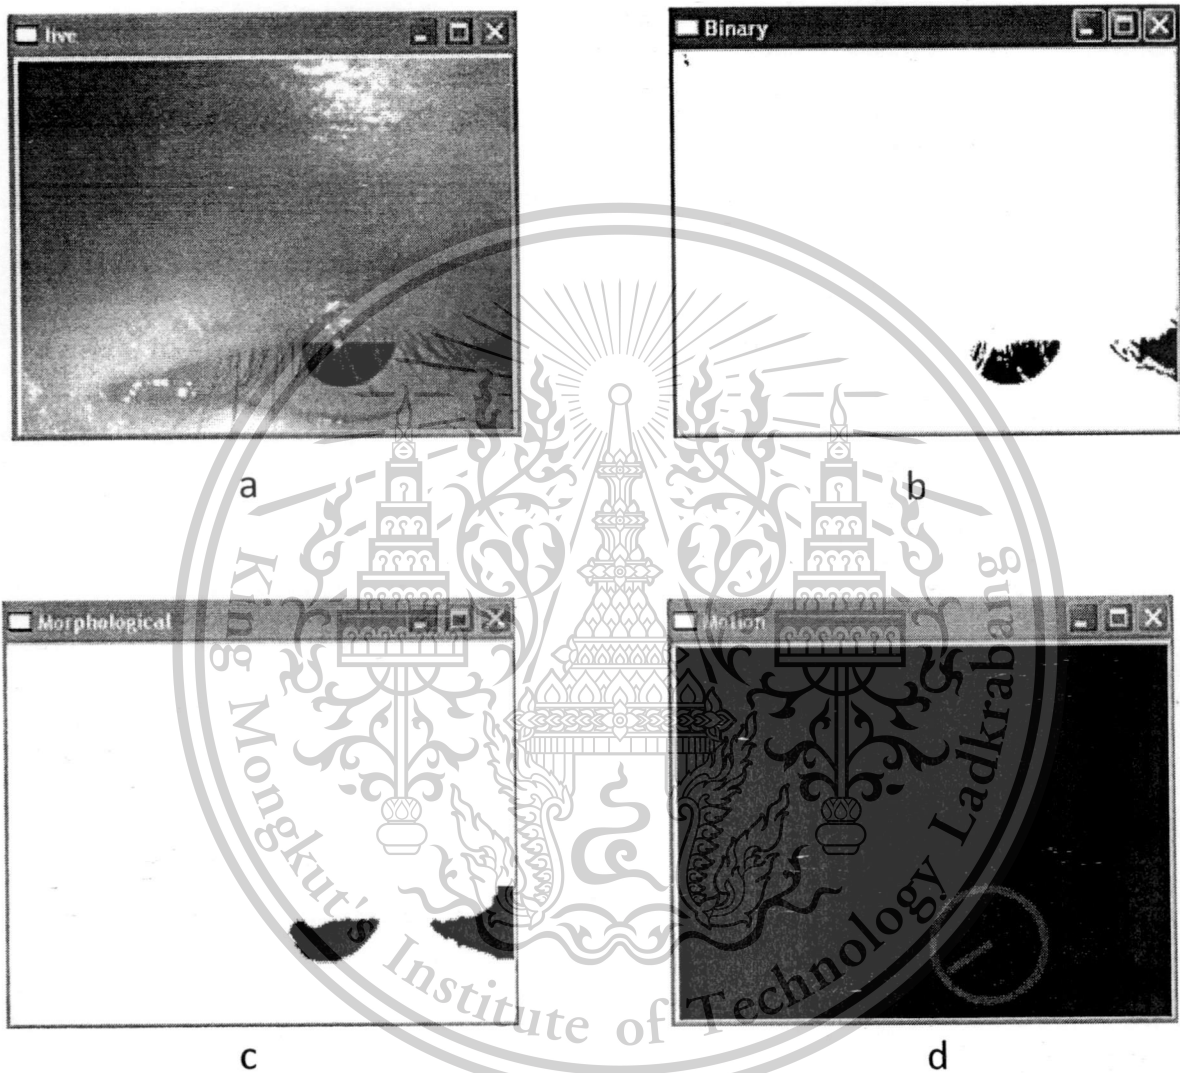 live
Binary
a
b
Morphological
Motion
c
d
King Mongkut's Institute of Technology Ladkrabang